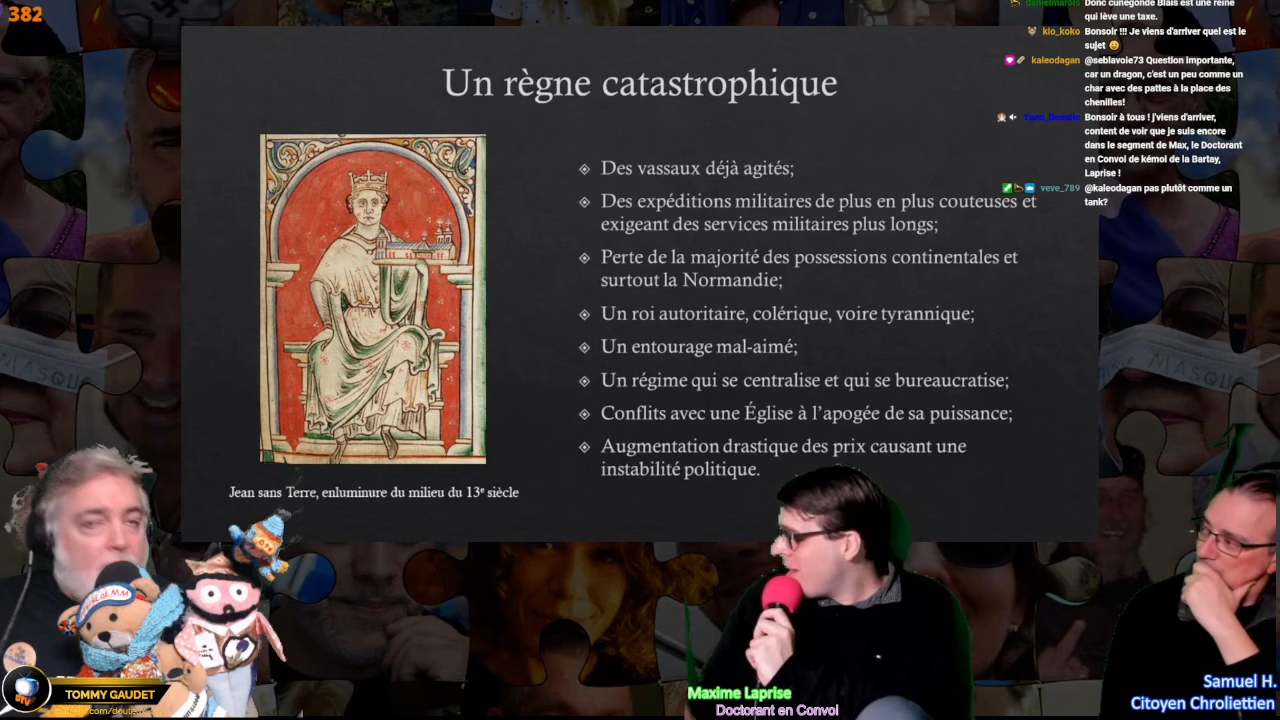 382
Un règne catastrophique
Des vassaux déjà agités;
Des expéditions militaires de plus en plus couteuses et
exigeant des services militaires plus longs;
Perte de la majorité des possessions continentales et
surtout la Normandie;
Un roi autoritaire, colérique, voire tyrannique;
Un entourage mal-aimé;
Un régime qui se centralise et qui se bureaucratise;
Conflits avec une Église à l'apogée de sa puissance;
Augmentation drastique des prix causant une
instabilité politique.
Jean sans Terre, enluminure du milieu du 13e siècle
danielmarois Donc cunégonde Blais est une reine
qui lève une taxe.
klo_koko Bonsoir !!! Je viens d'arriver quel est le
sujet
kaleodagan @seblavoie73 Question importante,
car un dragon, c'est un peu comme un
char avec des pattes à la place des
chenilles!
Bonsoir à tous ! j'viens d'arriver,
content de voir que je suis encore
dans le segment de Max, le Doctorant
en Convoi de kémoi de la Bartay,
Laprise !
veve_789 @kaleodagan pas plutôt comme un
tank?
MASQUE
TOMMY GAUDET
Maxime Laprise
Doctorant en Convoi
Samuel H.
Citoyen Chroliettien